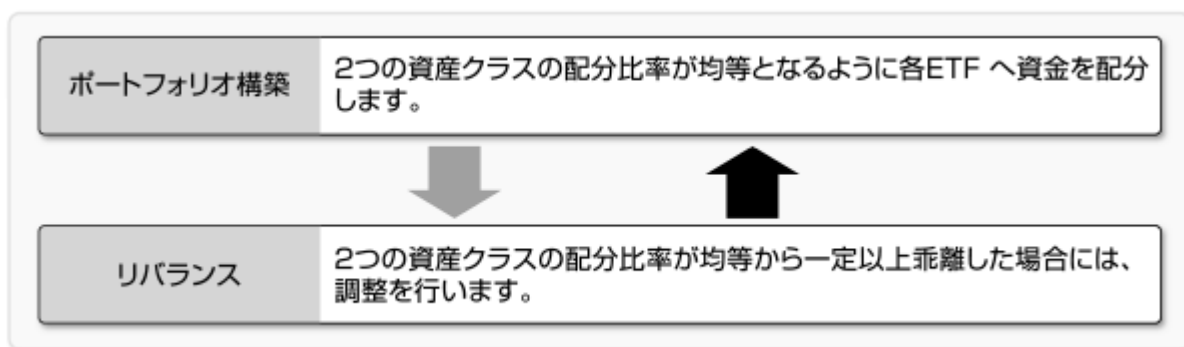 ポートフォリオ構築
2つの資産クラスの配分比率が均等となるように各ETF へ資金を配分
します。
リバランス
2つの資産クラスの配分比率が均等から一定以上乖離した場合には、
調整を行います。